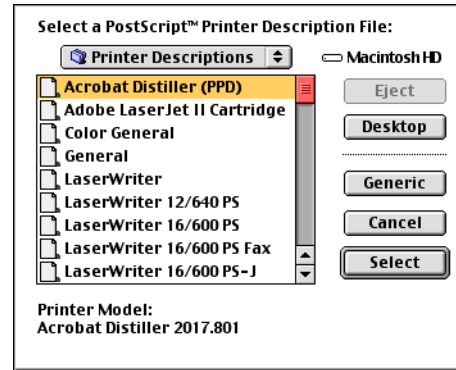 Select a PostScript™ Printer Description File:
Printer Descriptions
Macintosh HD
Acrobat Distiller (PPD)
Adobe LaserJet II Cartridge
Color General
General
LaserWriter
LaserWriter 12/640 PS
LaserWriter 16/600 PS
LaserWriter 16/600 PS Fax
LaserWriter 16/600 PS-J
Eject
Desktop
Generic
Cancel
Select
Printer Model:
Acrobat Distiller 2017.801